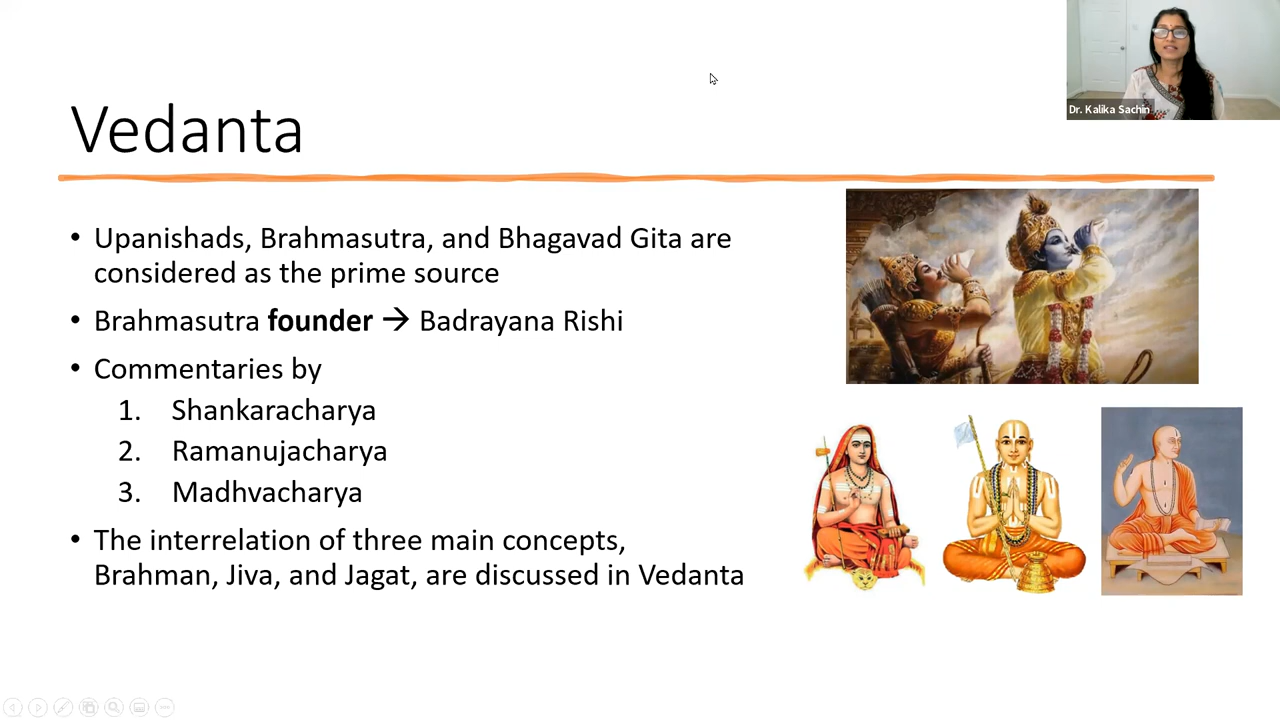 Dr. Kalika Sachin
Vedanta
• Upanishads, Brahmasutra, and Bhagavad Gita are
considered as the prime source
• Brahmasutra founder → Badrayana Rishi
• Commentaries by
1. Shankaracharya
2. Ramanujacharya
3. Madhvacharya
• The interrelation of three main concepts,
Brahman, Jiva, and Jagat, are discussed in Vedanta